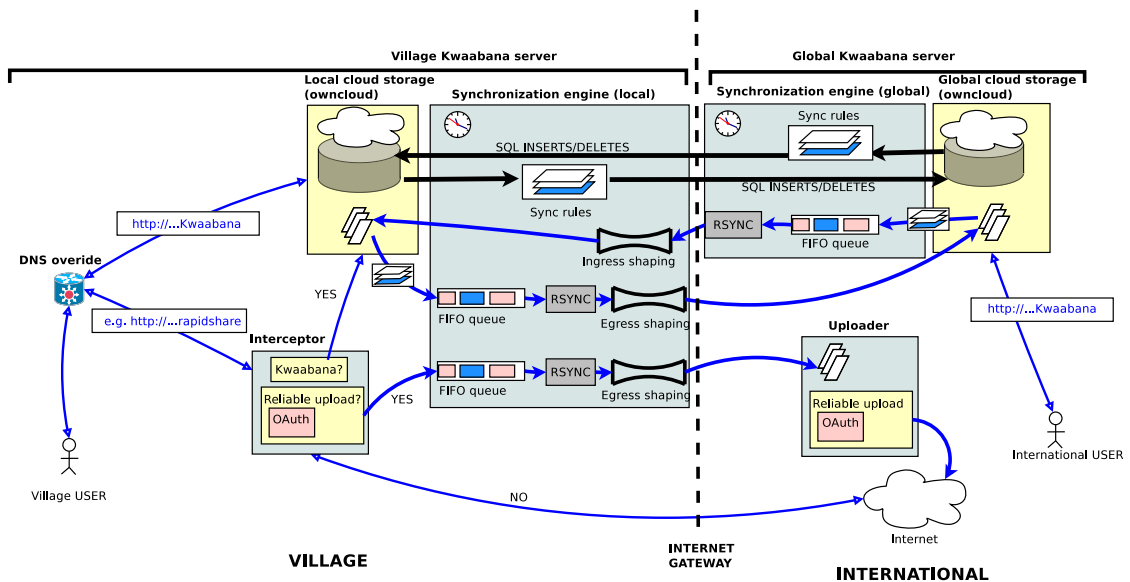 Village Kwaabana server
Global Kwaabana server
Local cloud storage
(owncloud)
Synchronization engine (local)
Synchronization engine (global)
Global cloud storage
(owncloud)
Sync rules
SQL INSERTS/DELETES
SQL INSERTS/DELETES
Sync rules
http://...Kwaabana
RSYNC
FIFO queue
Ingress shaping
DNS overide
YES
RSYNC
FIFO queue
Egress shaping
http://...Kwaabana
e.g. http://...rapidshare
Interceptor
Uploader
Kwaabana?
Reliable upload?
OAuth
YES
RSYNC
FIFO queue
Egress shaping
Reliable upload
OAuth
International USER
Village USER
NO
Internet
VILLAGE
INTERNET
GATEWAY
INTERNATIONAL